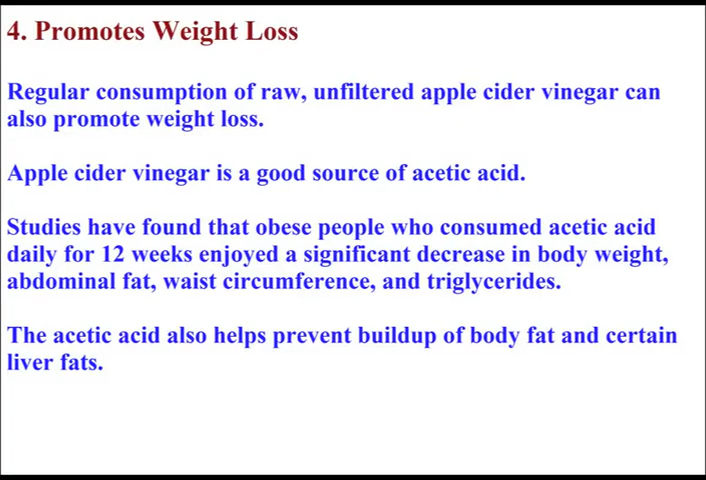 4. Promotes Weight Loss
Regular consumption of raw, unfiltered apple cider vinegar can
also promote weight loss.
Apple cider vinegar is a good source of acetic acid.
Studies have found that obese people who consumed acetic acid
daily for 12 weeks enjoyed a significant decrease in body weight,
abdominal fat, waist circumference, and triglycerides.
The acetic acid also helps prevent buildup of body fat and certain
liver fats.